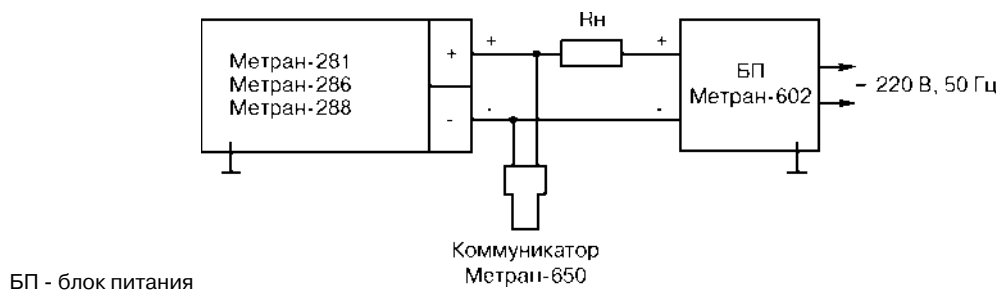 Rн
Метран-281
Метран-286
Метран-288
+
-
+
-
+
-
БП
Метран-602
~ 220 В, 50 Гц
Коммуникатор
Метран-650
БП - блок питания